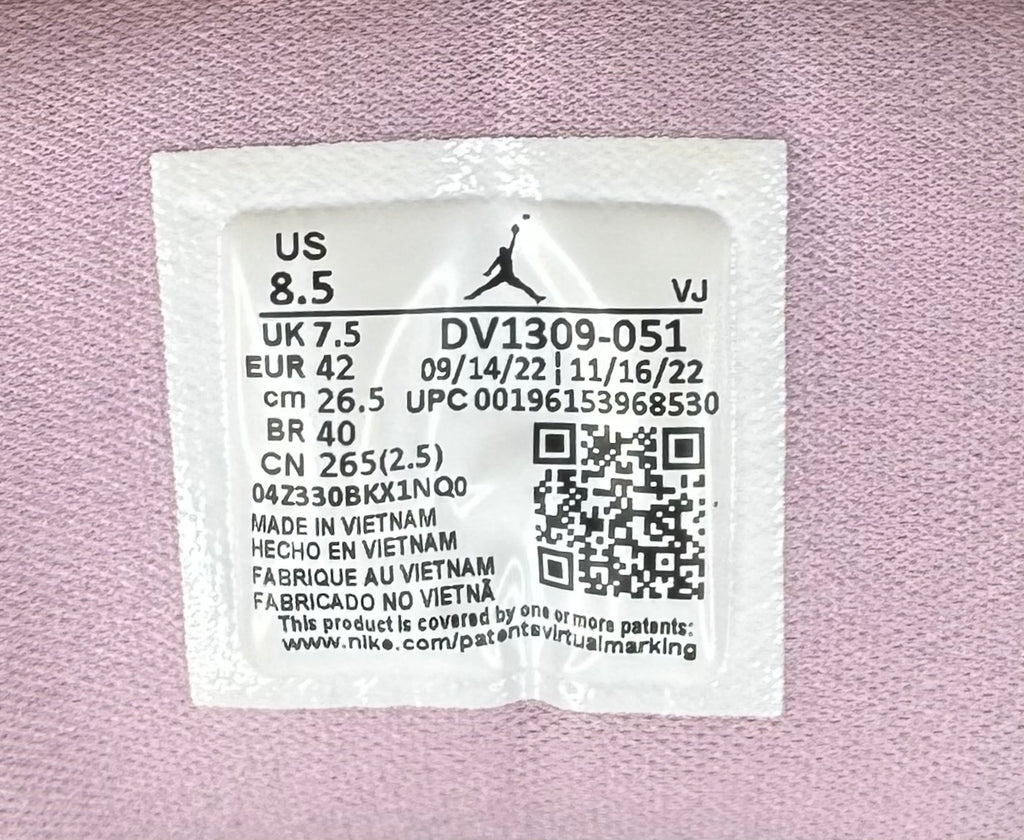 US
8.5
VJ
UK 7.5
DV1309-051
EUR 42
09/14/22 ¦ 11/16/22
cm 26.5
UPC 00196153968530
BR 40
CN 265(2.5)
04Z330BKX1NQ0
MADE IN VIETNAM
HECHO EN VIETNAM
FABRIQUE AU VIETNAM
FABRICADO NO VIETNÃ
This product is covered by one or more patents:
www.nike.com/patentsvirtualmarking